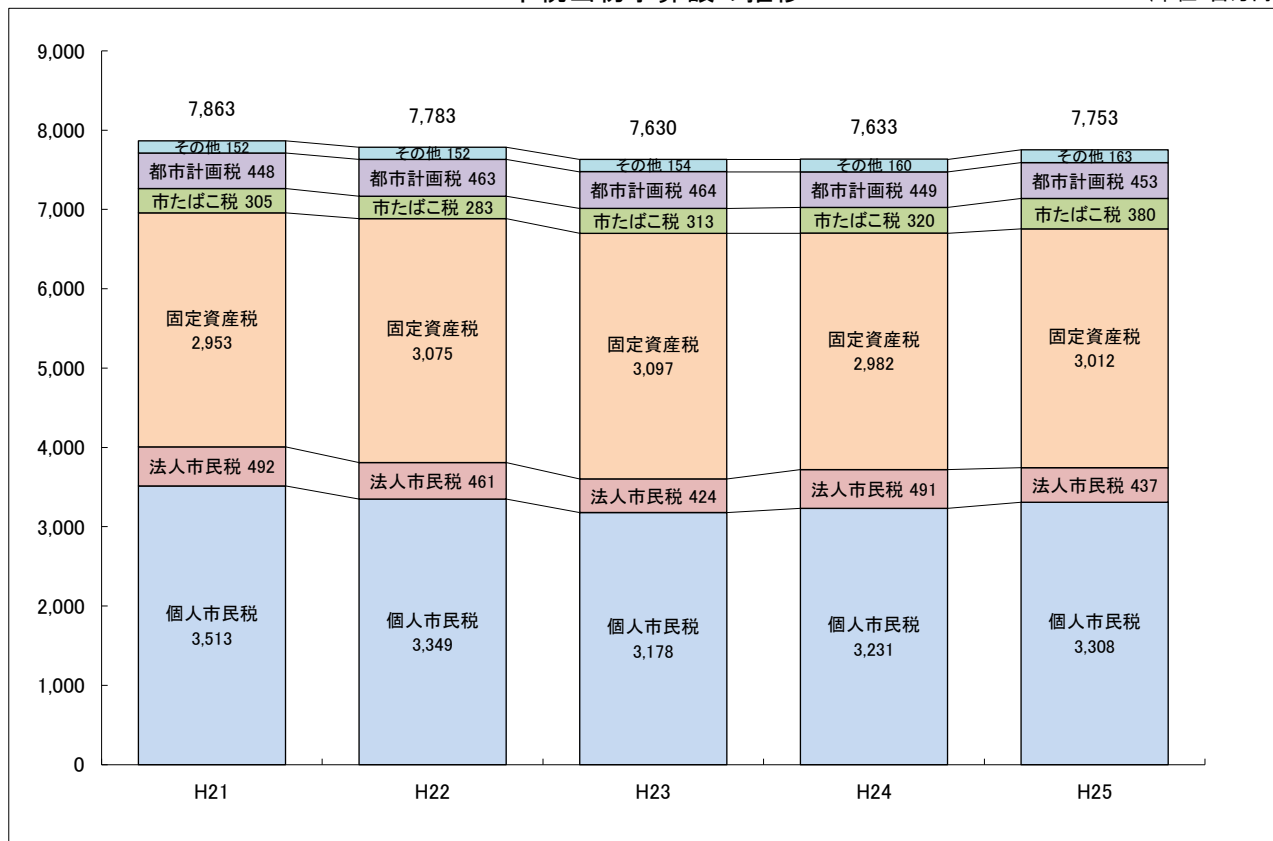 9,000
8,000
7,000
6,000
5,000
4,000
3,000
2,000
1,000
0
7,863
その他 152
都市計画税 448
市たばこ税 305
固定資産税
2,953
法人市民税 492
個人市民税
3,513
H21
7,783
その他 152
都市計画税 463
市たばこ税 283
固定資産税
3,075
法人市民税 461
個人市民税
3,349
H22
7,630
その他 154
都市計画税 464
市たばこ税 313
固定資産税
3,097
法人市民税 424
個人市民税
3,178
H23
7,633
その他 160
都市計画税 449
市たばこ税 320
固定資産税
2,982
法人市民税 491
個人市民税
3,231
H24
7,753
その他 163
都市計画税 453
市たばこ税 380
固定資産税
3,012
法人市民税 437
個人市民税
3,308
H25